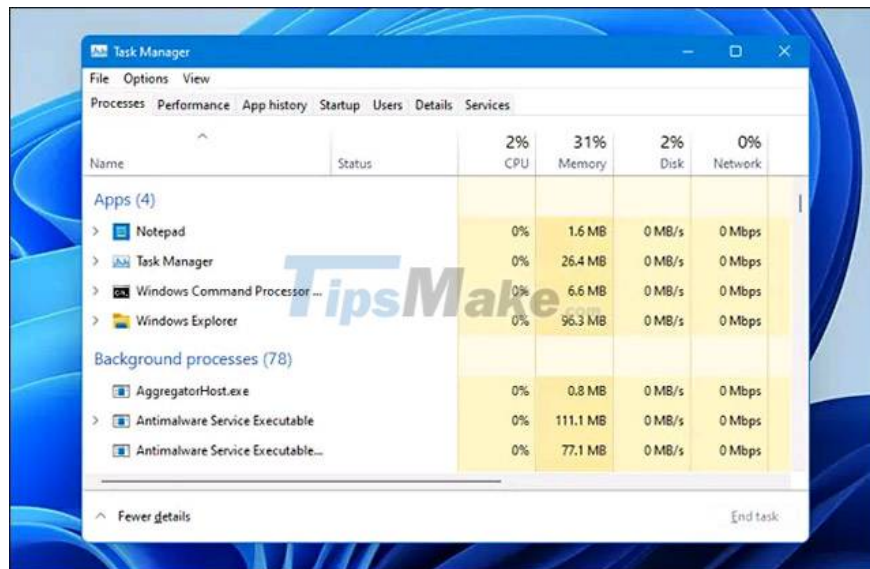 Task Manager
File Options View
Processes Performance App history Startup Users Details Services
2% 31% 2% 0%
Name Status CPU Memory Disk Network
Apps (4)
Notepad 0% 1.6 MB 0 MB/s 0 Mbps
Task Manager 0% 26.4 MB 0 MB/s 0 Mbps
Windows Command Processor ... 0% 6.6 MB 0 MB/s 0 Mbps
Windows Explorer 0% 96.3 MB 0 MB/s 0 Mbps
TipsMake.com
Background processes (78)
AggregatorHost.exe 0% 0.8 MB 0 MB/s 0 Mbps
Antimalware Service Executable 0% 111.1 MB 0 MB/s 0 Mbps
Antimalware Service Executable... 0% 77.1 MB 0 MB/s 0 Mbps
Fewer details End task